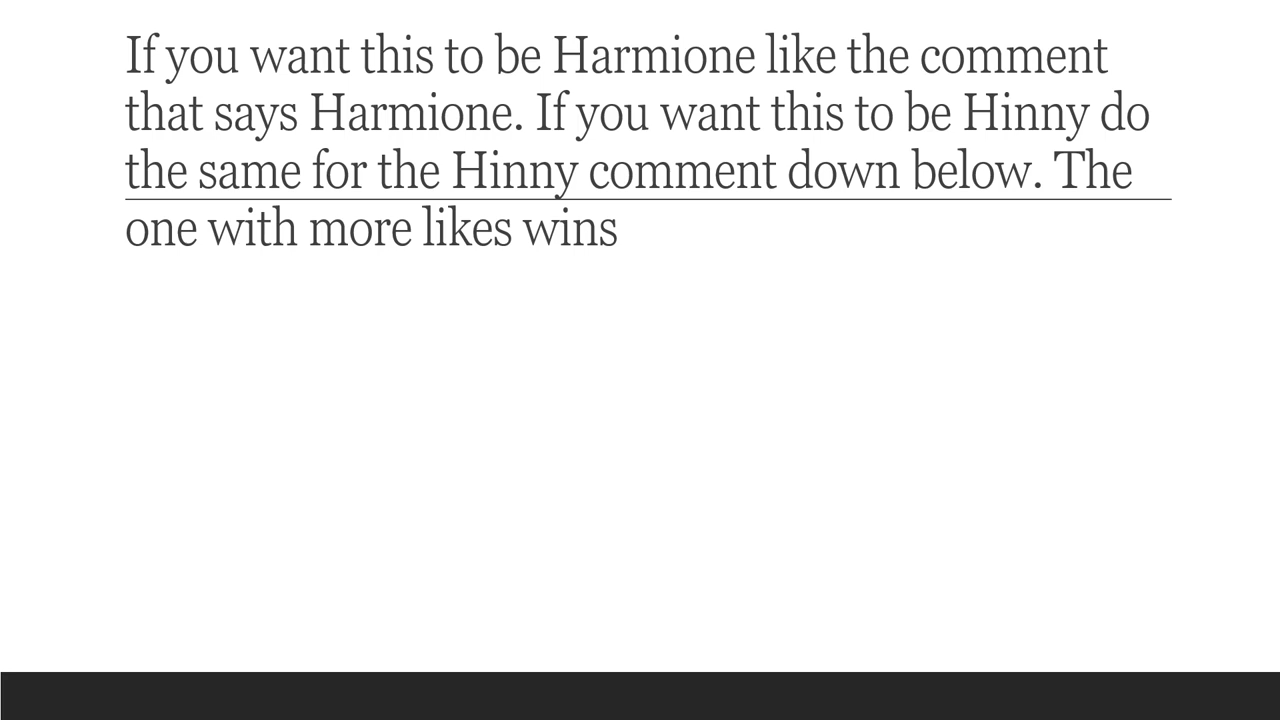 If you want this to be Harmione like the comment
that says Harmione. If you want this to be Hinny do
the same for the Hinny comment down below. The
one with more likes wins